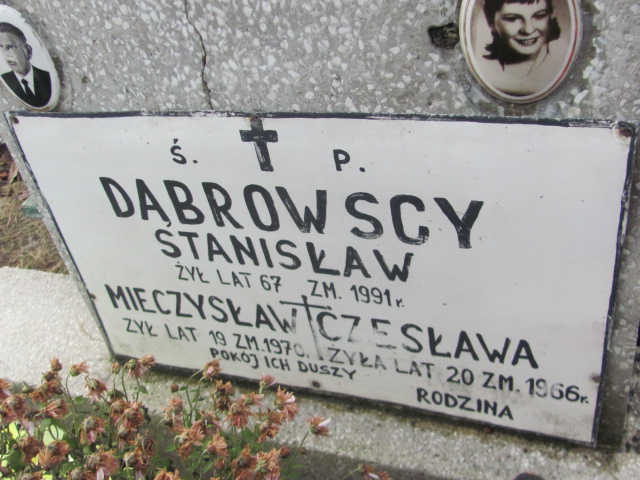 Ś. P.
DĄBROWSCY
STANISŁAW
ŻYŁ LAT 67 ZM. 1991 r.
MIECZYSŁAW CZESŁAWA
ŻYŁ LAT 19 ZM. 1970. ŻYŁA LAT 20 ZM. 1966r.
POKÓJ ICH DUSZY
RODZINA